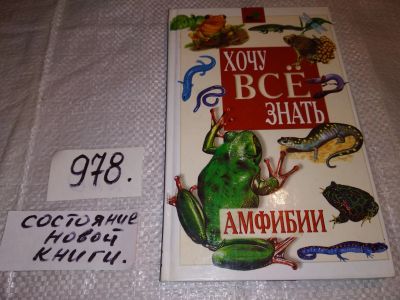 ХОЧУ
ВСЁ
ЗНАТЬ
АМФИБИИ
978.
СОСТОЯНИЕ
НОВОЙ
КНИГИ.